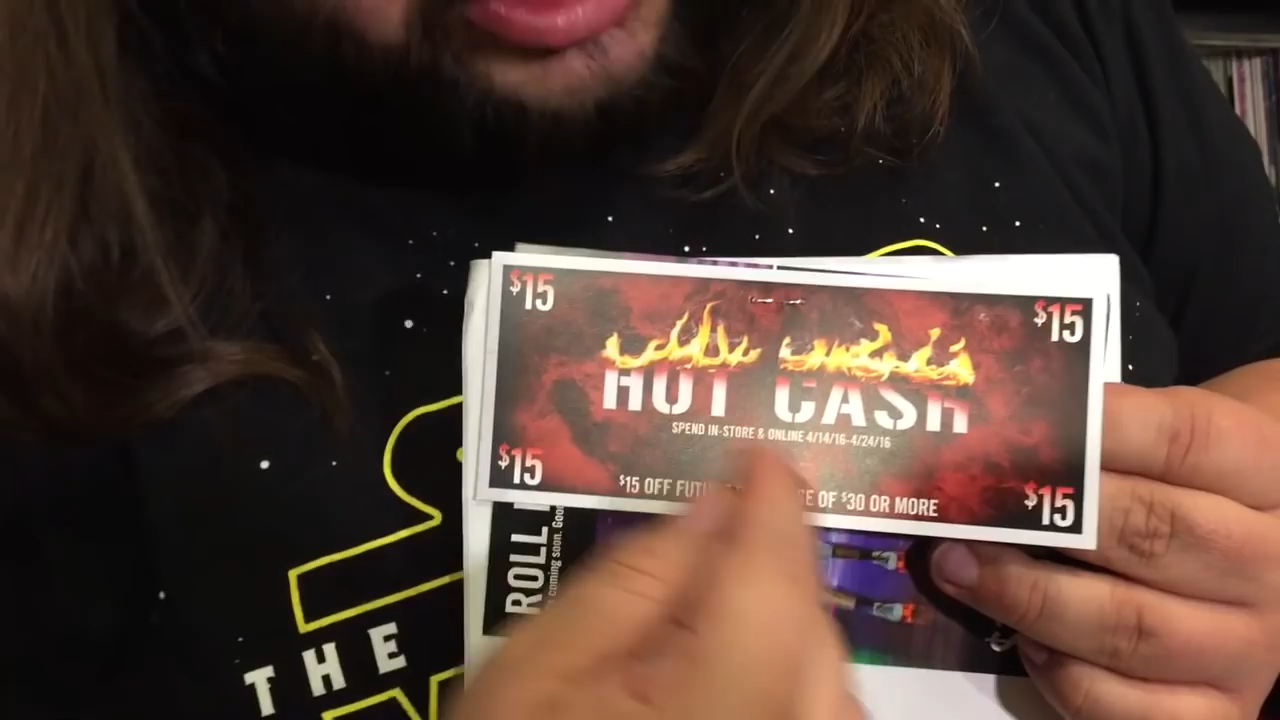 $15
$15
HOT CASH
SPEND IN-STORE & ONLINE 4/14/16-4/24/16
$15
$15 OFF OF $30 OR MORE
$15
ROLL
coming soon.
THE